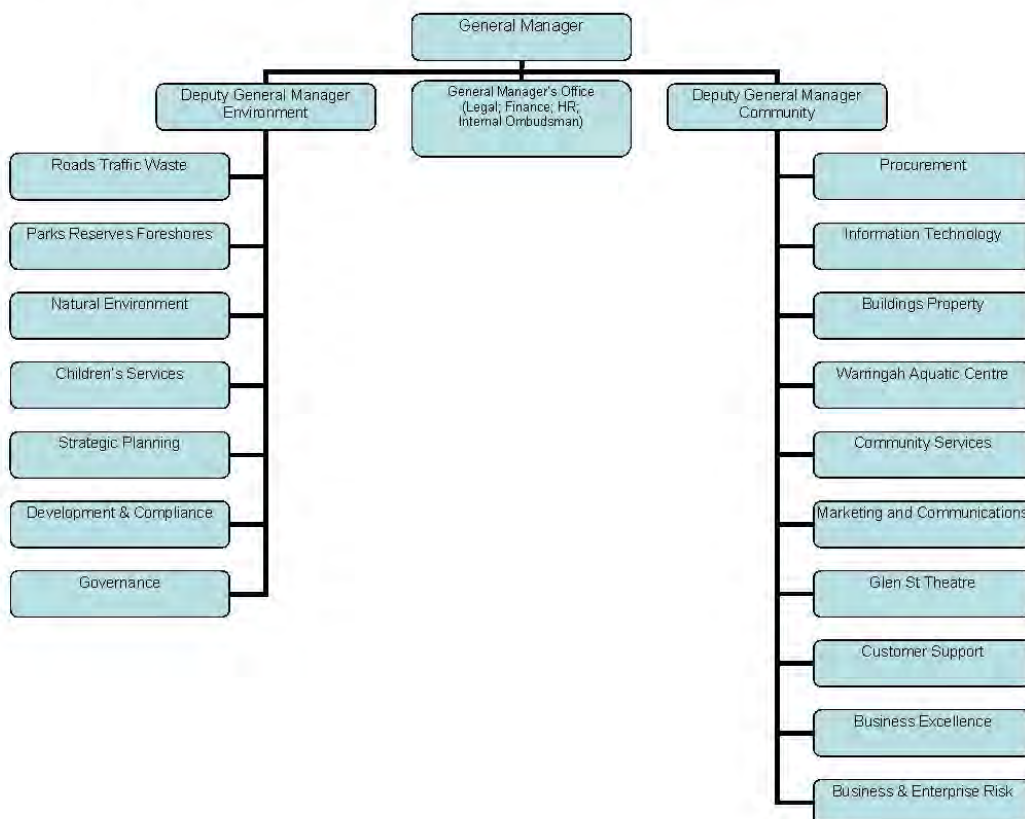 General Manager
Deputy General Manager
Environment
General Manager's Office
(Legal; Finance; HR;
Internal Ombudsman)
Deputy General Manager
Community
Roads Traffic Waste
Parks Reserves Foreshores
Natural Environment
Children's Services
Strategic Planning
Development & Compliance
Governance
Procurement
Information Technology
Buildings Property
Warringah Aquatic Centre
Community Services
Marketing and Communications
Glen St Theatre
Customer Support
Business Excellence
Business & Enterprise Risk